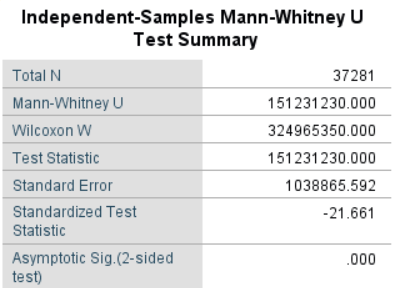 Independent-Samples Mann-Whitney U
Test Summary
Total N 37281
Mann-Whitney U 151231230.000
Wilcoxon W 324965350.000
Test Statistic 151231230.000
Standard Error 1038865.592
Standardized Test -21.661
Statistic
Asymptotic Sig.(2-sided .000
test)